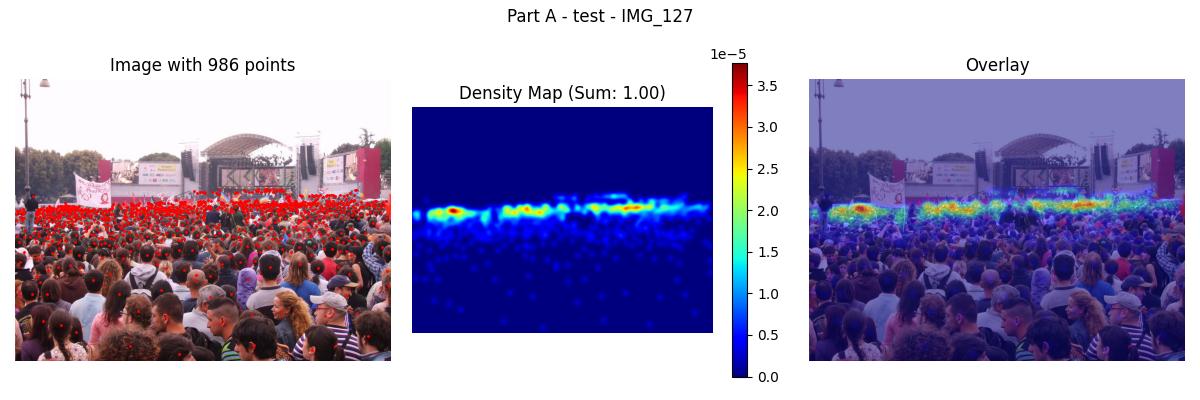 Part A - test - IMG_127
Image with 986 points
Density Map (Sum: 1.00)
1e−5
3.5
3.0
2.5
2.0
1.5
1.0
0.5
0.0
Overlay